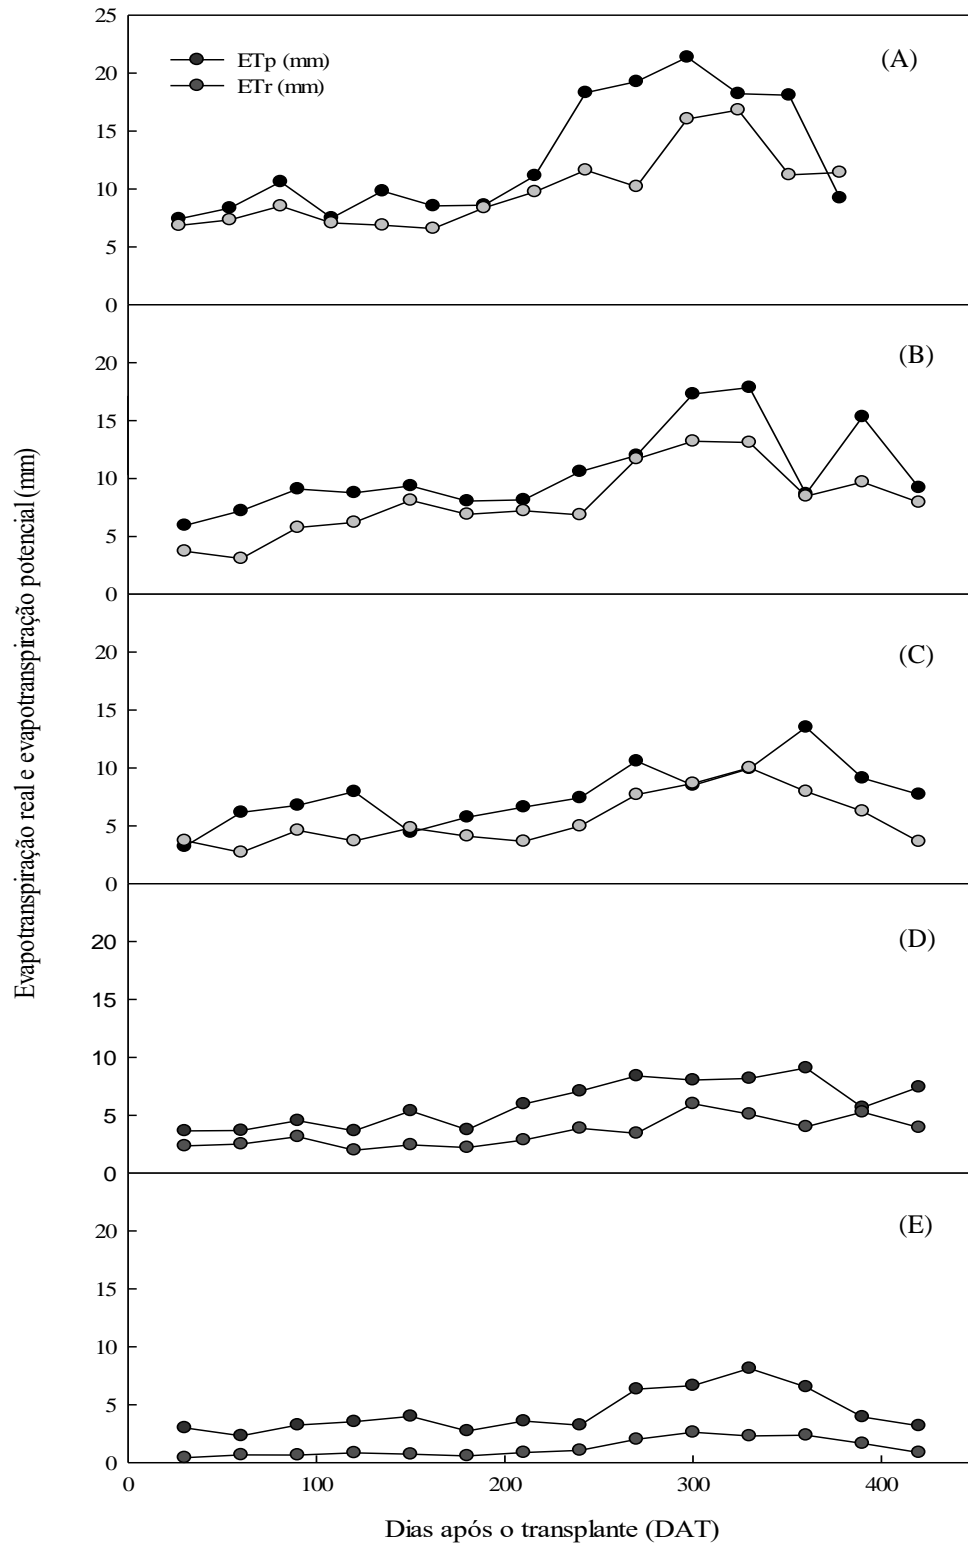 25
20
15
10
5
0
ETp (mm)
ETr (mm)
(A)
20
15
10
5
0
(B)
20
15
10
5
0
(C)
20
15
10
5
0
(D)
20
15
10
5
0
(E)
0 100 200 300 400
Dias após o transplante (DAT)
Evapotranspiração real e evapotranspiração potencial (mm)